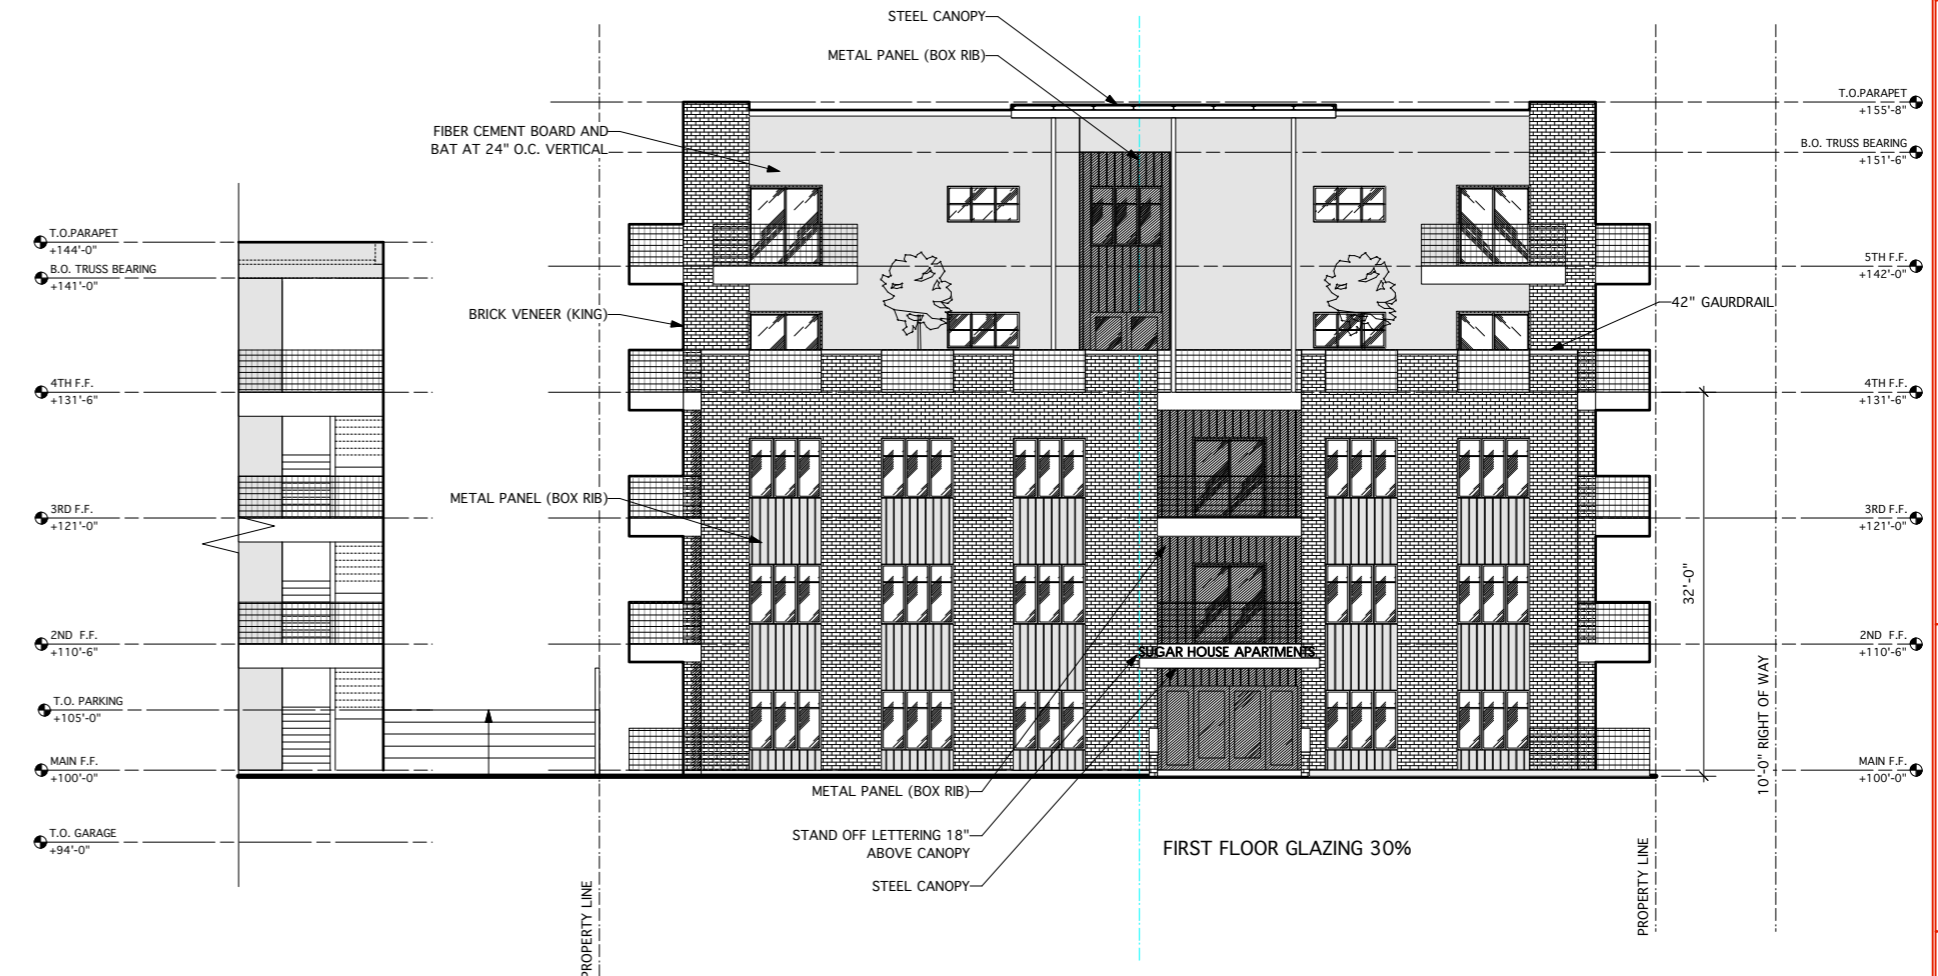 STEEL CANOPY
METAL PANEL (BOX RIB)
FIBER CEMENT BOARD AND
BAT AT 24" O.C. VERTICAL
T.O.PARAPET
+155'-8"
B.O. TRUSS BEARING
+151'-6"
T.O.PARAPET
+144'-0"
B.O. TRUSS BEARING
+141'-0"
5TH F.F.
+142'-0"
BRICK VENEER (KING)
42" GAURDRAIL
4TH F.F.
+131'-6"
4TH F.F.
+131'-6"
METAL PANEL (BOX RIB)
3RD F.F.
+121'-0"
3RD F.F.
+121'-0"
32'-0"
2ND F.F.
+110'-6"
2ND F.F.
+110'-6"
SUGAR HOUSE APARTMENTS
T.O. PARKING
+105'-0"
10'-0" RIGHT OF WAY
MAIN F.F.
+100'-0"
MAIN F.F.
+100'-0"
METAL PANEL (BOX RIB)
T.O. GARAGE
+94'-0"
STAND OFF LETTERING 18"
ABOVE CANOPY
STEEL CANOPY
FIRST FLOOR GLAZING 30%
PROPERTY LINE
PROPERTY LINE